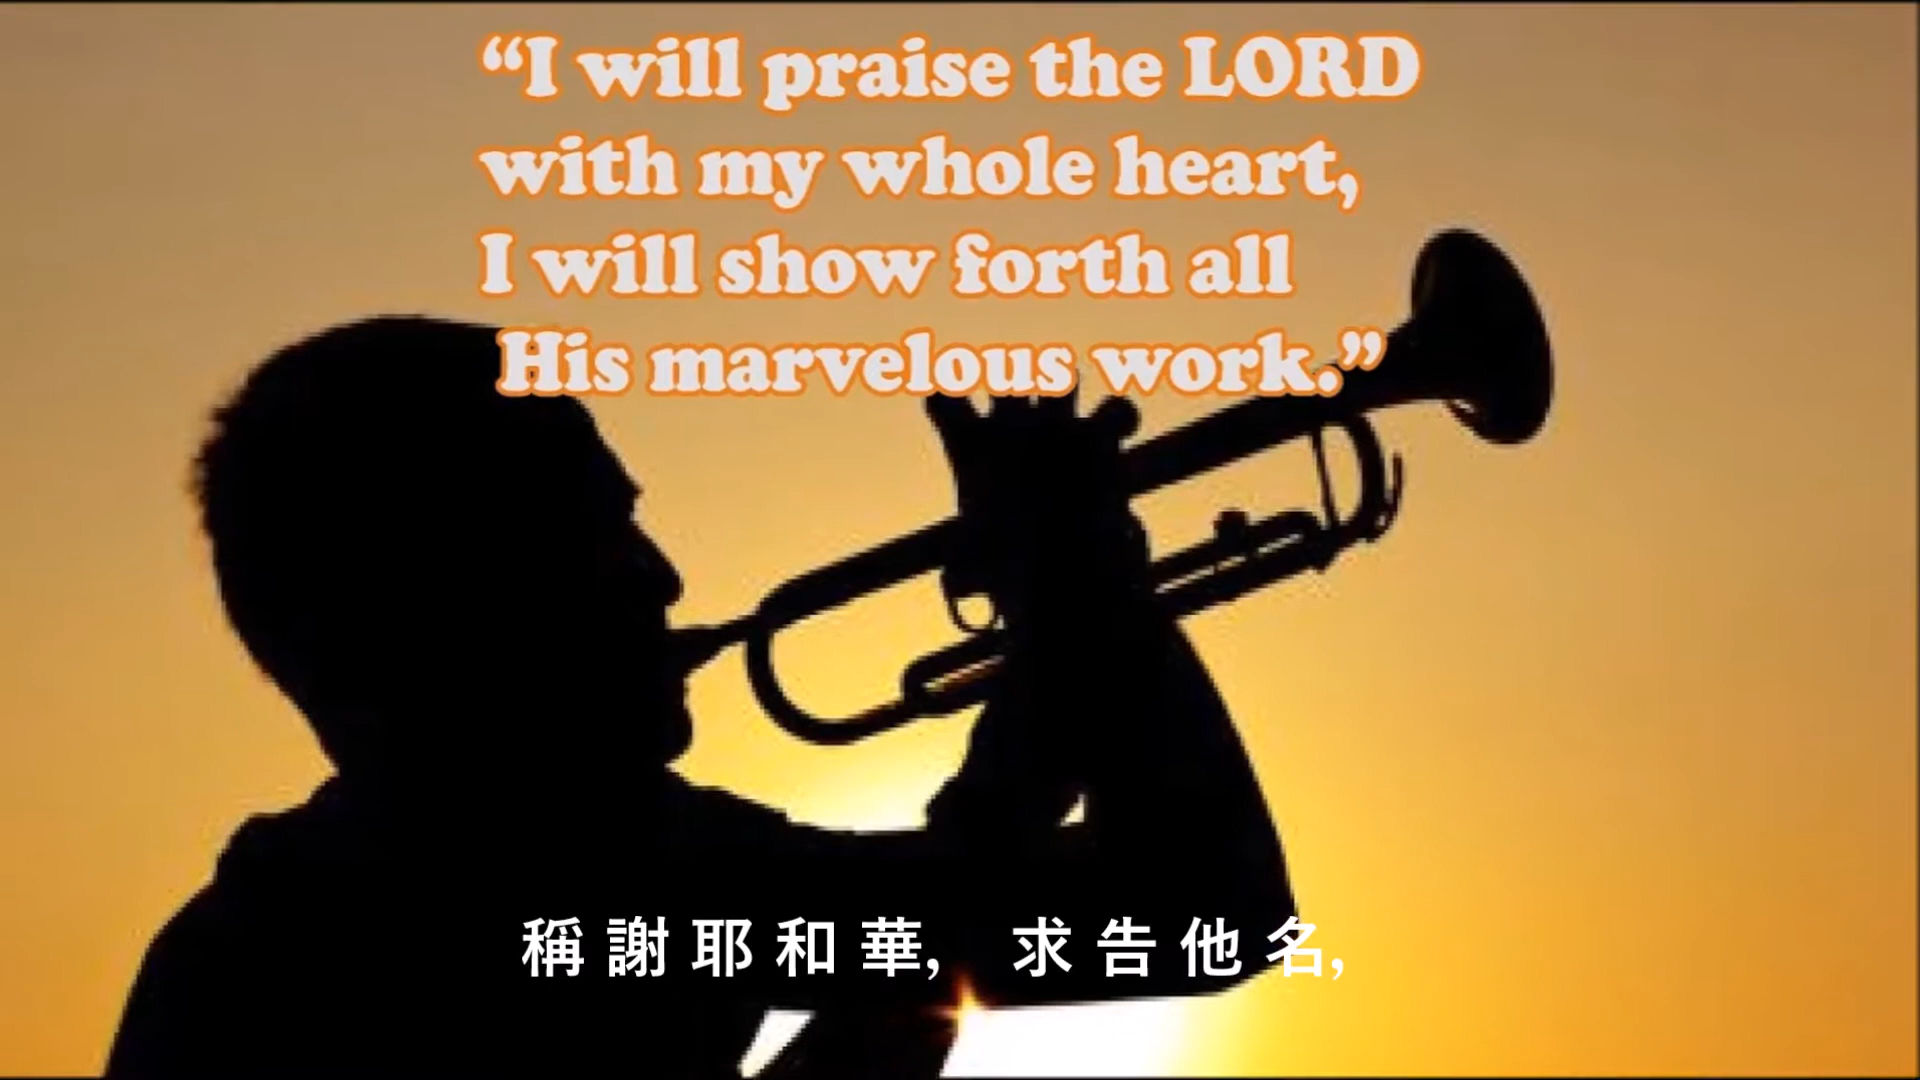 “I will praise the LORD
with my whole heart,
I will show forth all
His marvelous work.”
稱謝耶和華, 求告他名,